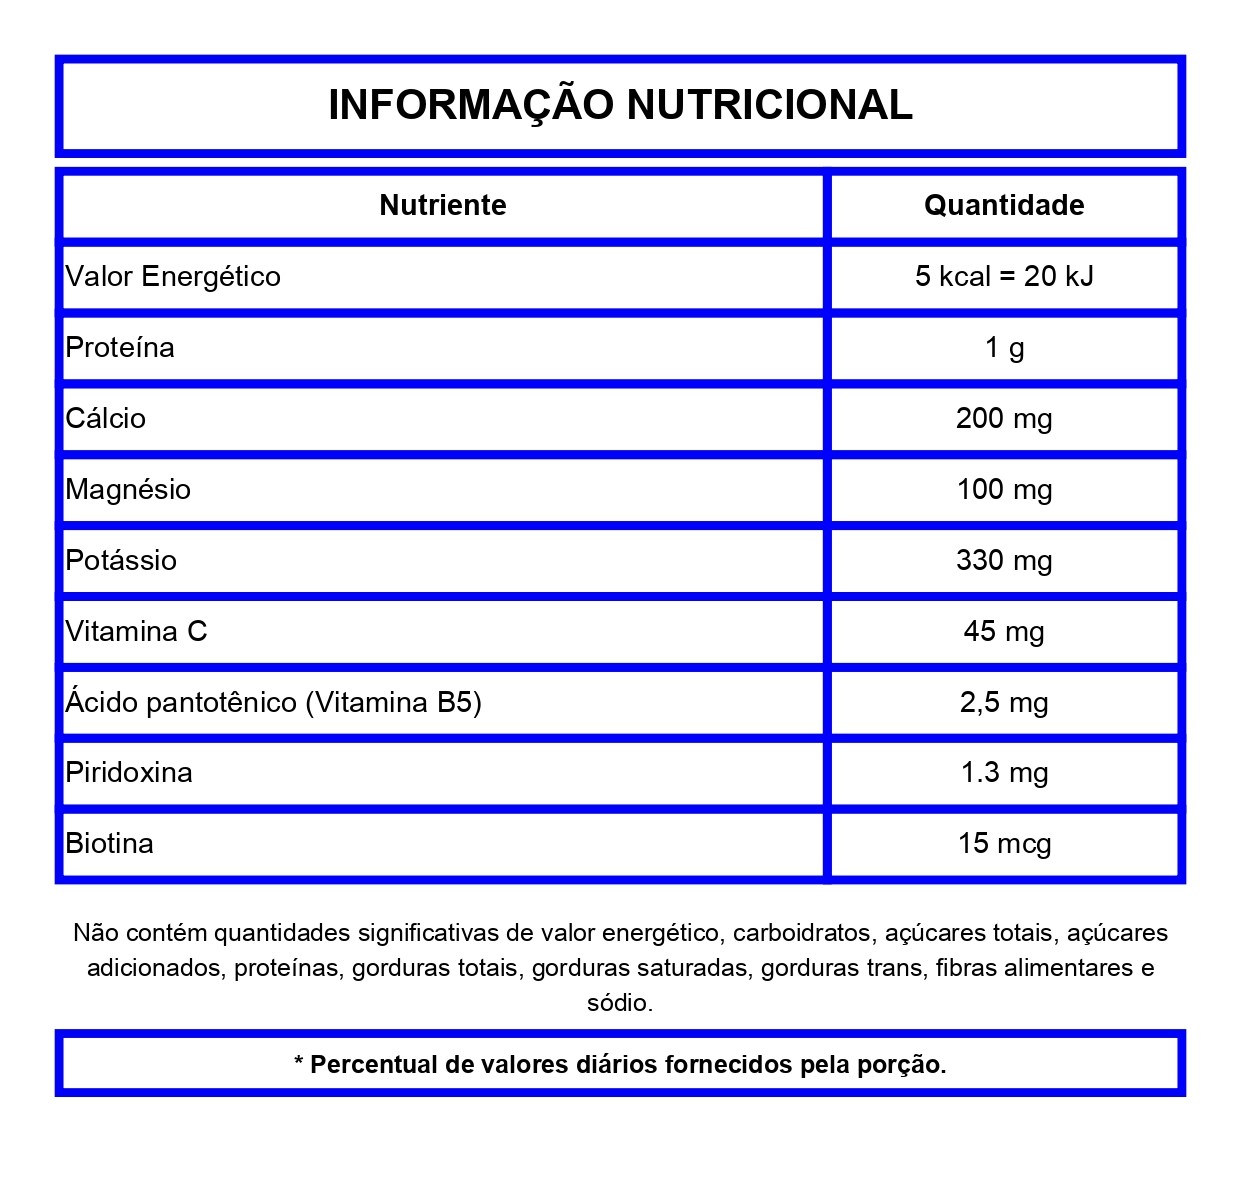 INFORMAÇÃO NUTRICIONAL
Nutriente Quantidade
Valor Energético 5 kcal = 20 kJ
Proteína 1 g
Cálcio 200 mg
Magnésio 100 mg
Potássio 330 mg
Vitamina C 45 mg
Ácido pantotênico (Vitamina B5) 2,5 mg
Piridoxina 1.3 mg
Biotina 15 mcg
Não contém quantidades significativas de valor energético, carboidratos, açúcares totais, açúcares
adicionados, proteínas, gorduras totais, gorduras saturadas, gorduras trans, fibras alimentares e
sódio.
* Percentual de valores diários fornecidos pela porção.